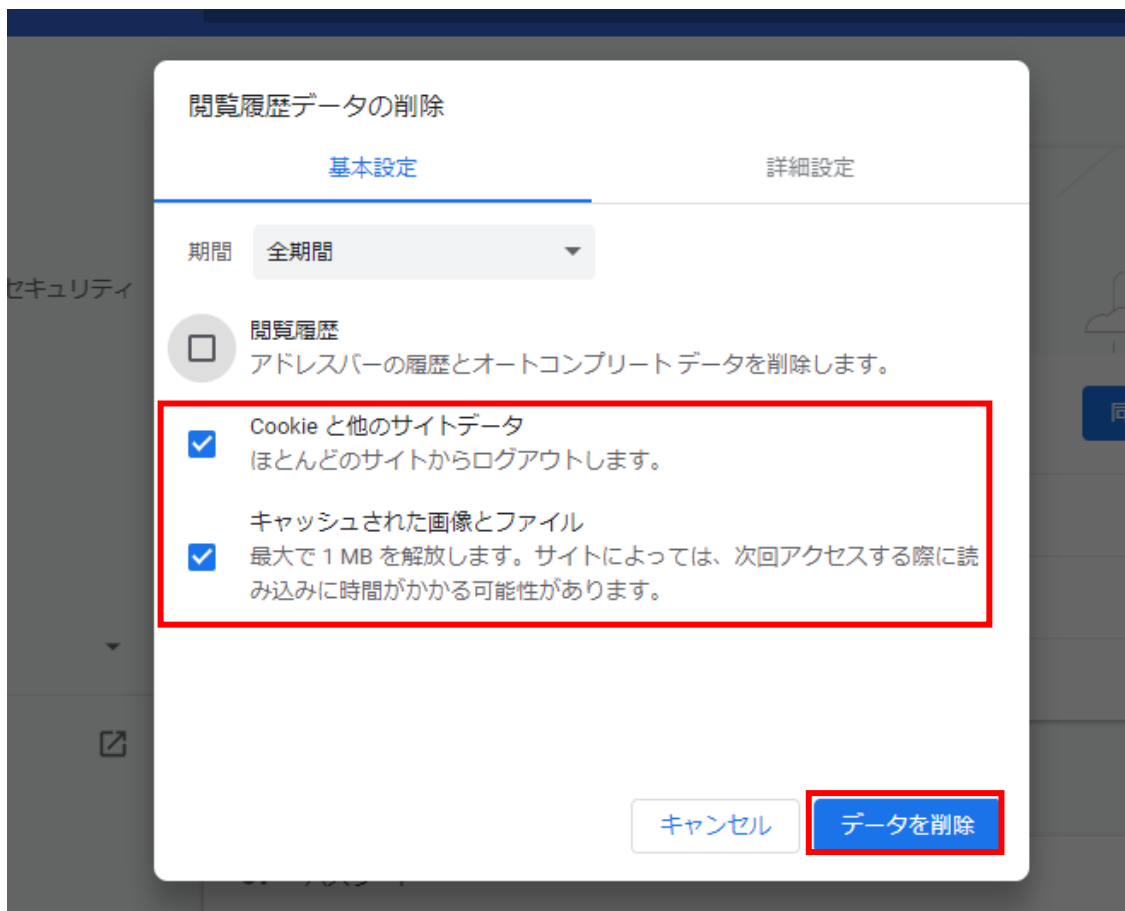 閲覧履歴データの削除
基本設定
詳細設定
期間
全期間
セキュリティ
閲覧履歴
アドレスバーの履歴とオートコンプリート データを削除します。
Cookie と他のサイトデータ
ほとんどのサイトからログアウトします。
キャッシュされた画像とファイル
最大で 1 MB を解放します。サイトによっては、次回アクセスする際に読
み込みに時間がかかる可能性があります。
キャンセル
データを削除